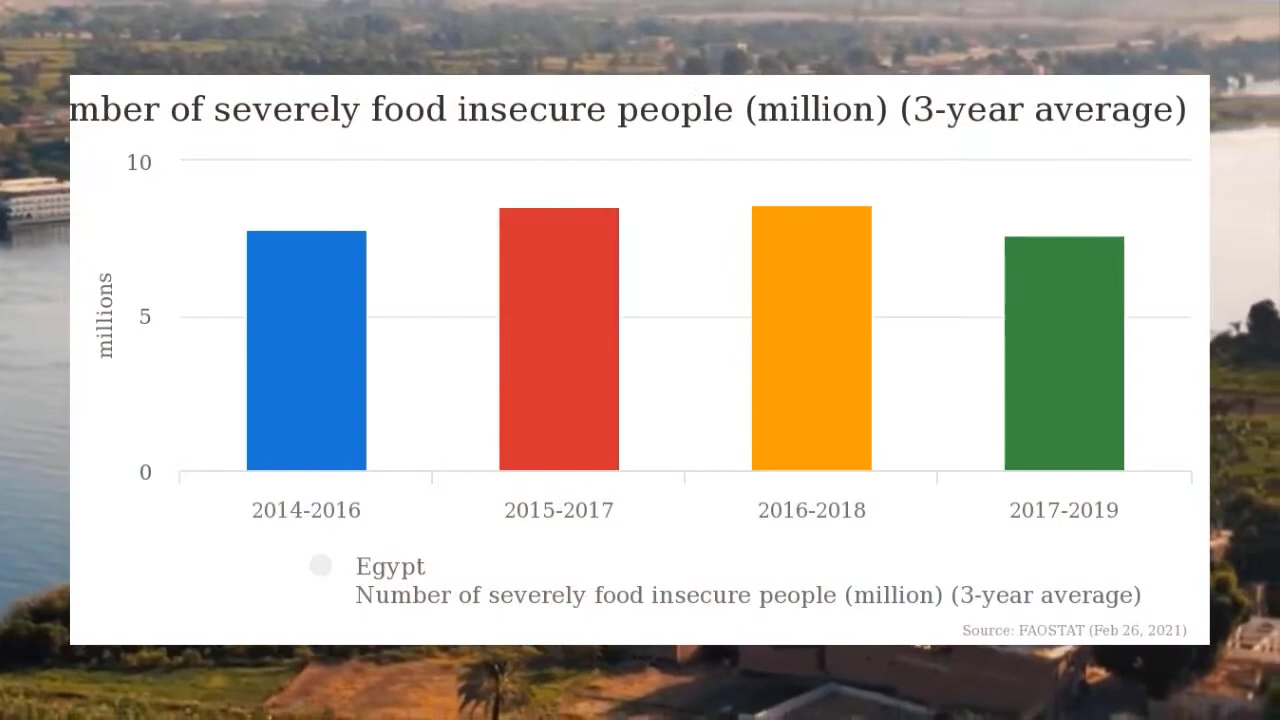 mber of severely food insecure people (million) (3-year average)
10
5
0
millions
2014-2016
2015-2017
2016-2018
2017-2019
Egypt
Number of severely food insecure people (million) (3-year average)
Source: FAOSTAT (Feb 26, 2021)